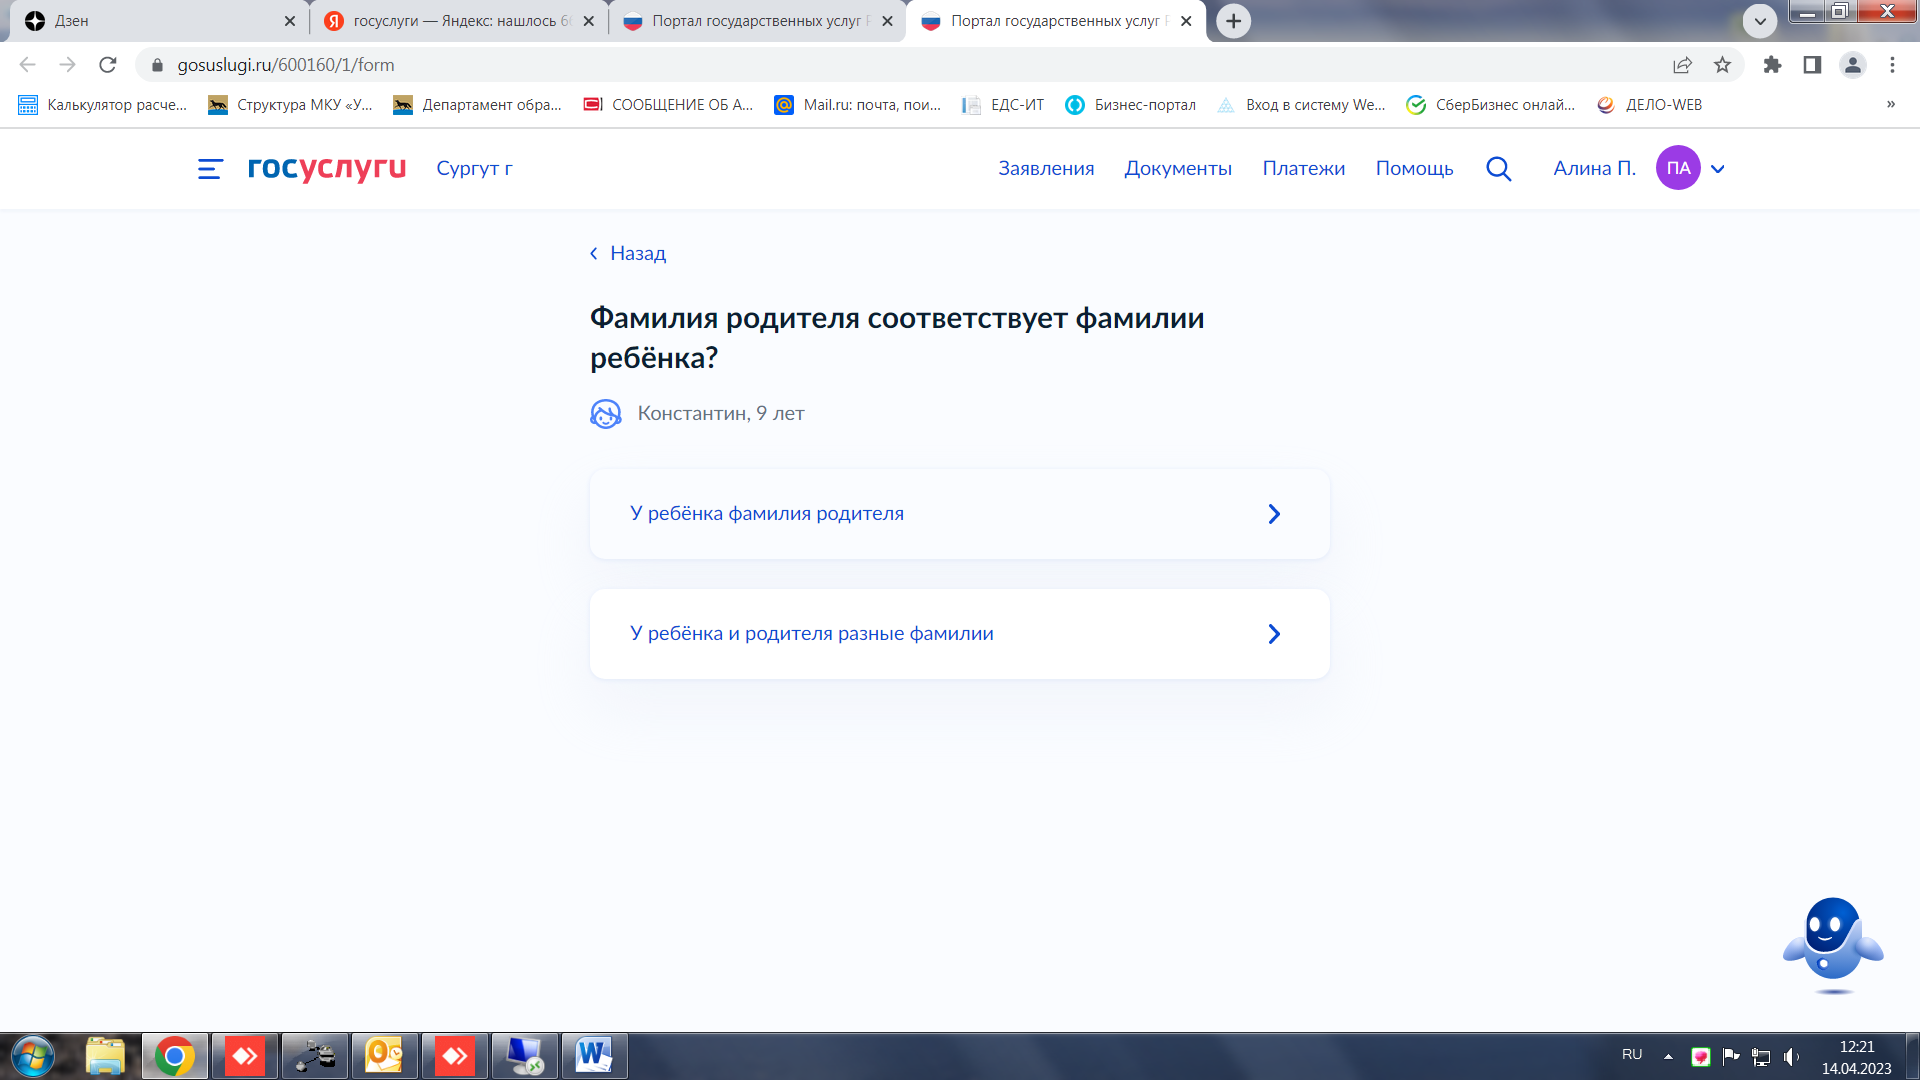 Дзен
госуслуги — Яндекс: нашлось
Портал государственных услуг
Портал государственных услуг
gosuslugi.ru/600160/1/form
Калькулятор расче...
Структура МКУ «У...
Департамент обра...
СООБЩЕНИЕ ОБ А...
Mail.ru: почта, пои...
ЕДС-ИТ
Бизнес-портал
Вход в систему We...
СберБизнес онлай...
ДЕЛО-WEB
»
госуслуги
Сургут г
Заявления
Документы
Платежи
Помощь
Алина П.
ПА
Назад
Фамилия родителя соответствует фамилии
ребёнка?
Константин, 9 лет
У ребёнка фамилия родителя
У ребёнка и родителя разные фамилии
RU
12:21
14.04.2023